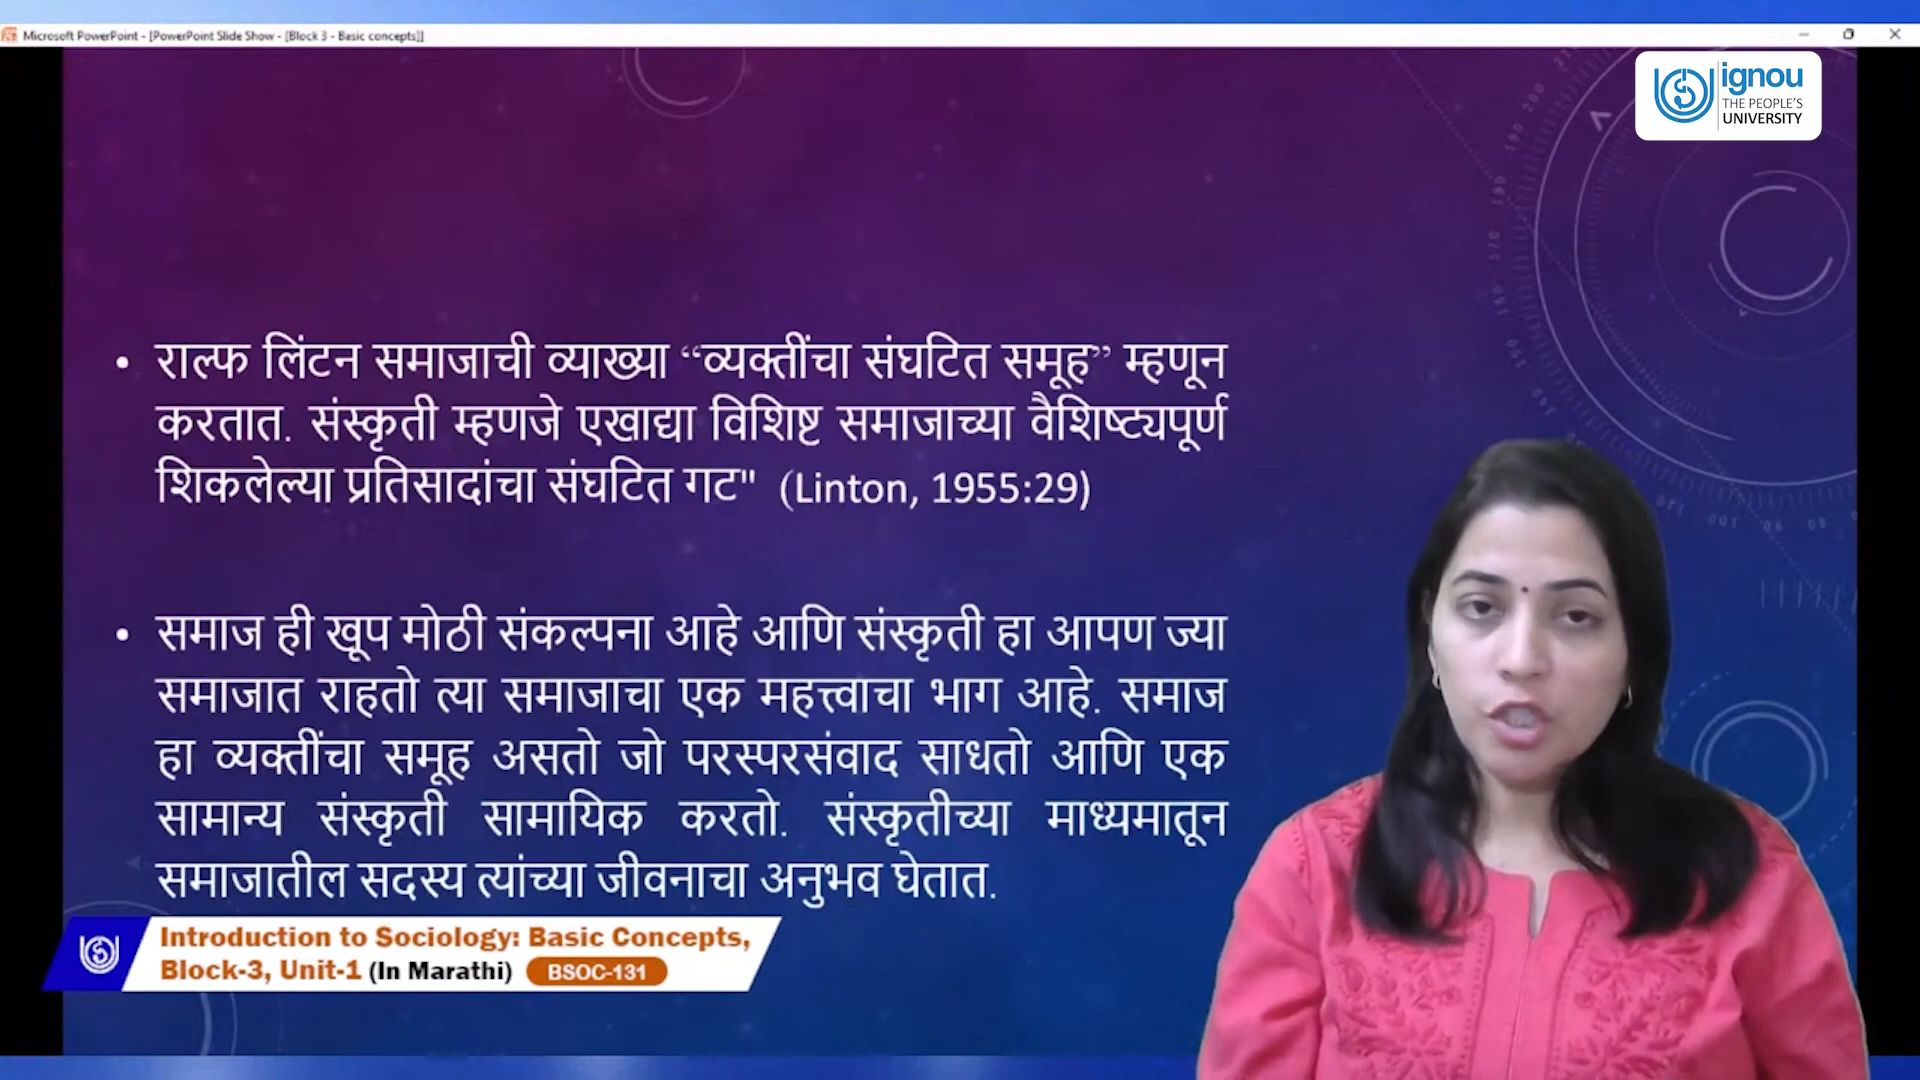 Microsoft PowerPoint - [PowerPoint Slide Show - [Block 3 - Basic concepts]]
ignou
THE PEOPLE'S
UNIVERSITY
• राल्फ लिंटन समाजाची व्याख्या “व्यक्तींचा संघटित समूह” म्हणून
करतात. संस्कृती म्हणजे एखाद्या विशिष्ट समाजाच्या वैशिष्ट्यपूर्ण
शिकलेल्या प्रतिसादांचा संघटित गट" (Linton, 1955:29)
• समाज ही खूप मोठी संकल्पना आहे आणि संस्कृती हा आपण ज्या
समाजात राहतो त्या समाजाचा एक महत्त्वाचा भाग आहे. समाज
हा व्यक्तींचा समूह असतो जो परस्परसंवाद साधतो आणि एक
सामान्य संस्कृती सामायिक करतो. संस्कृतीच्या माध्यमातून
समाजातील सदस्य त्यांच्या जीवनाचा अनुभव घेतात.
Introduction to Sociology: Basic Concepts,
Block-3, Unit-1 (In Marathi) BSOC-131